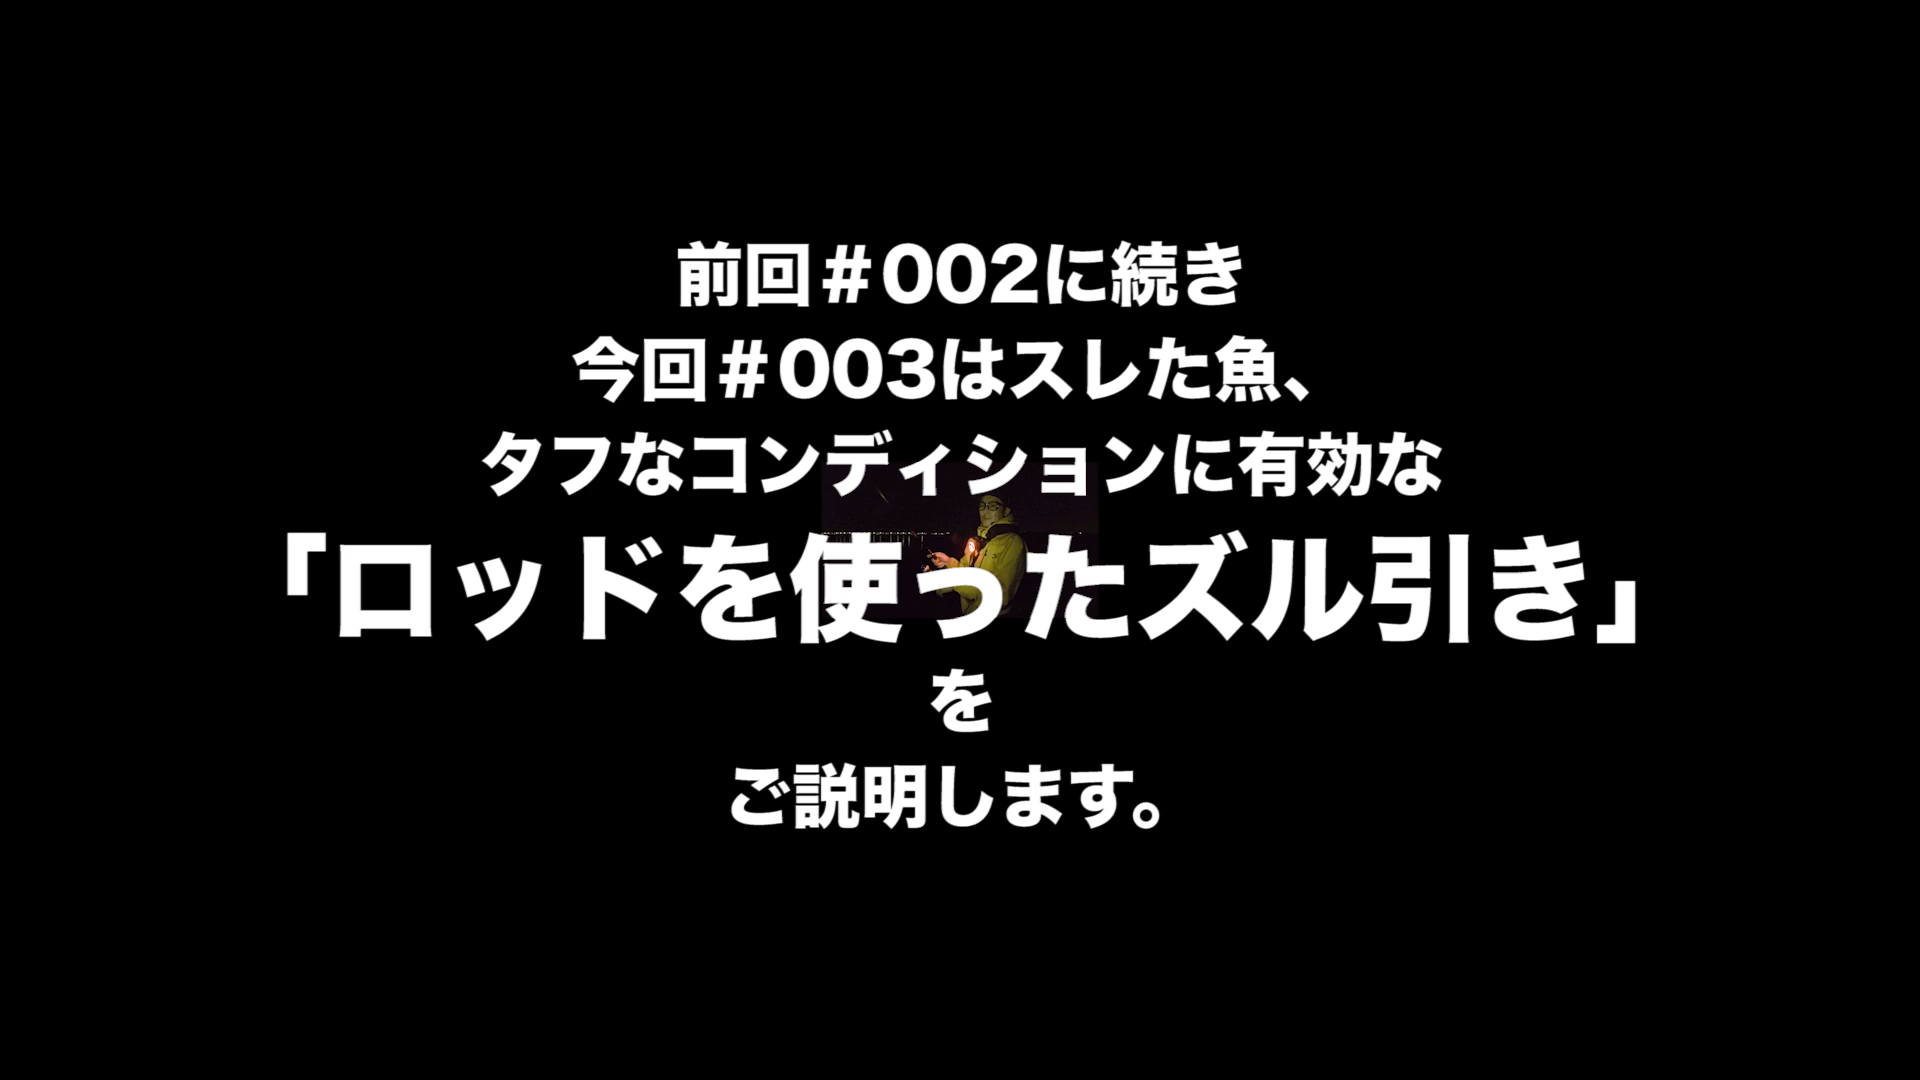 前回＃002に続き
今回＃003はスレた魚、
タフなコンディションに有効な
「ロッドを使ったズル引き」
を
ご説明します。